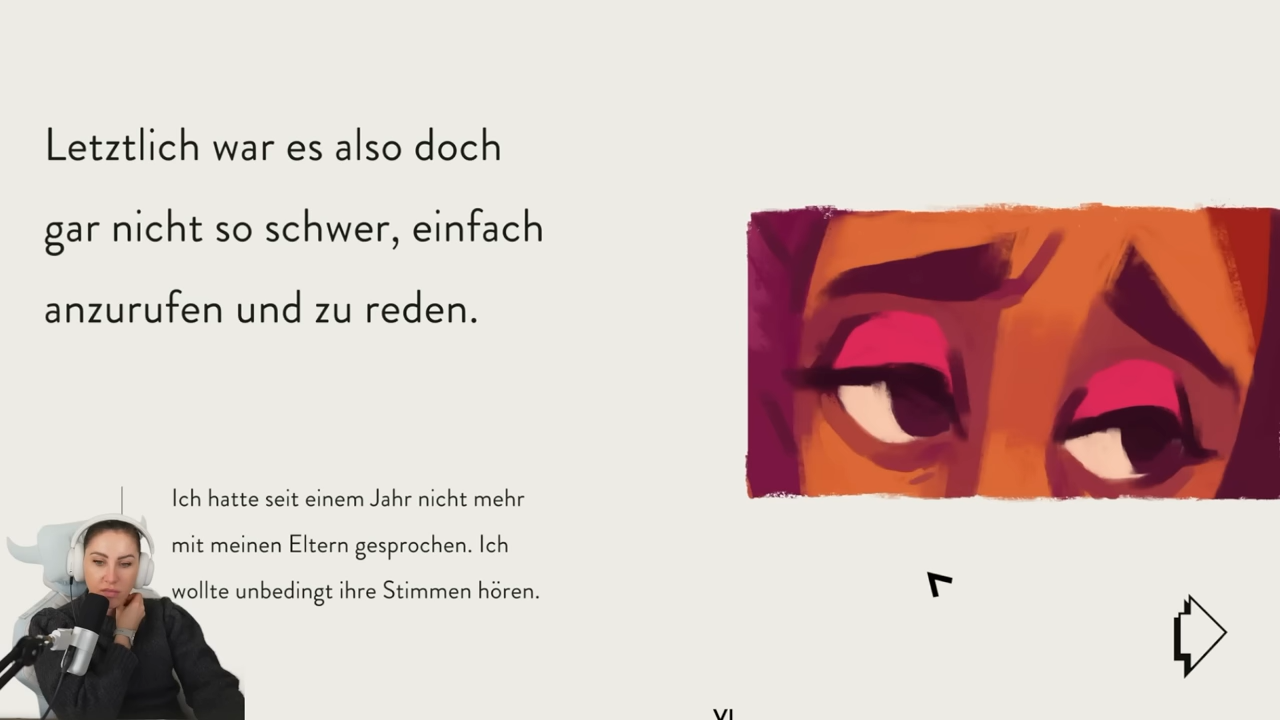 Letztlich war es also doch
gar nicht so schwer, einfach
anzurufen und zu reden.
Ich hatte seit einem Jahr nicht mehr
mit meinen Eltern gesprochen. Ich
wollte unbedingt ihre Stimmen hören.